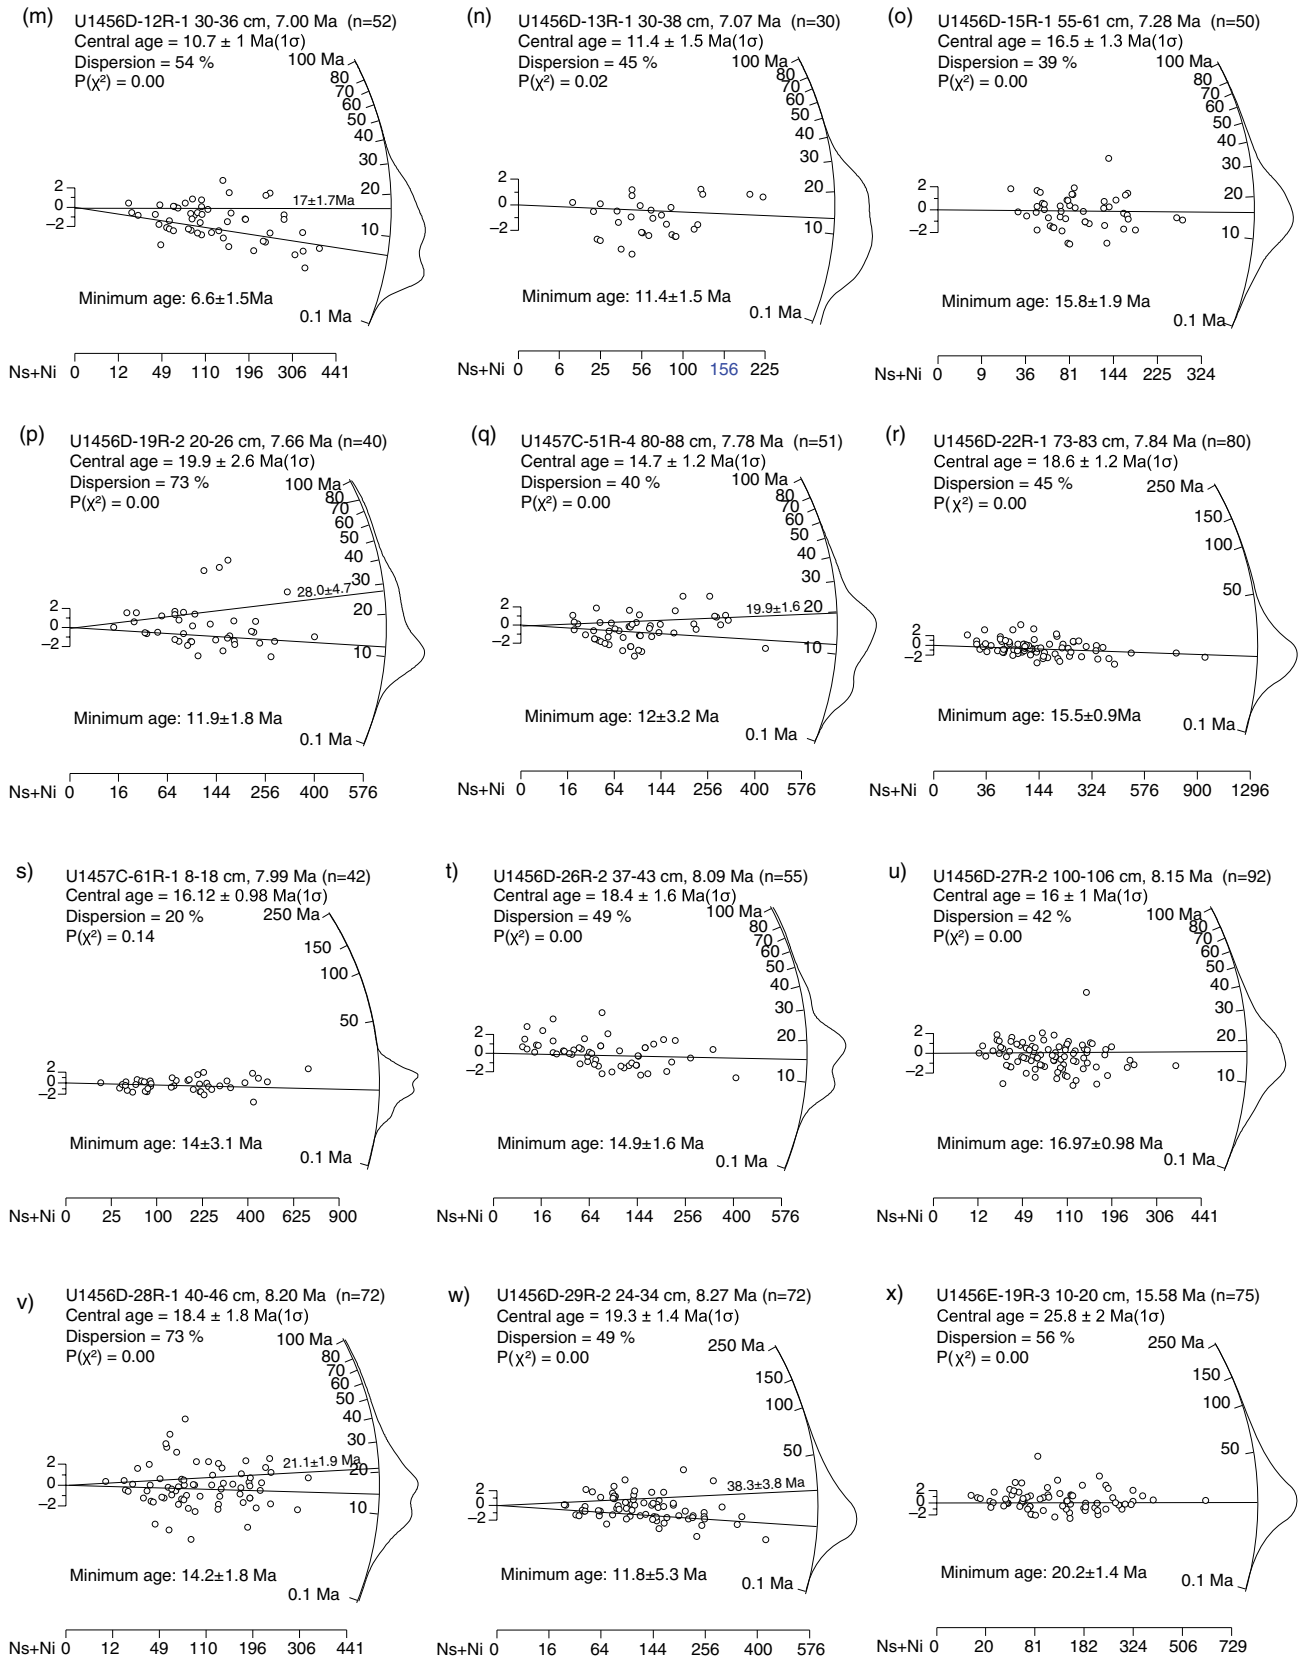 (m)
U1456D-12R-1 30-36 cm, 7.00 Ma (n=52)
Central age = 10.7 ± 1 Ma(1σ)
Dispersion = 54 %
P(χ²) = 0.00
100 Ma
80
70
60
50
40
30
20
10
0.1 Ma
2
0
−2
17±1.7Ma
Minimum age: 6.6±1.5Ma
Ns+Ni 0 12 49 110 196 306 441
(n)
U1456D-13R-1 30-38 cm, 7.07 Ma (n=30)
Central age = 11.4 ± 1.5 Ma(1σ)
Dispersion = 45 %
P(χ²) = 0.02
100 Ma
80
70
60
50
40
30
20
10
0.1 Ma
2
0
−2
Minimum age: 11.4±1.5 Ma
Ns+Ni 0 6 25 56 100 156 225
(o)
U1456D-15R-1 55-61 cm, 7.28 Ma (n=50)
Central age = 16.5 ± 1.3 Ma(1σ)
Dispersion = 39 %
P(χ²) = 0.00
100 Ma
80
70
60
50
40
30
20
10
0.1 Ma
2
0
−2
Minimum age: 15.8±1.9 Ma
Ns+Ni 0 9 36 81 144 225 324
(p)
U1456D-19R-2 20-26 cm, 7.66 Ma (n=40)
Central age = 19.9 ± 2.6 Ma(1σ)
Dispersion = 73 %
P(χ²) = 0.00
100 Ma
80
70
60
50
40
30
20
10
0.1 Ma
2
0
−2
28.0±4.7
Minimum age: 11.9±1.8 Ma
Ns+Ni 0 16 64 144 256 400 576
(q)
U1457C-51R-4 80-88 cm, 7.78 Ma (n=51)
Central age = 14.7 ± 1.2 Ma(1σ)
Dispersion = 40 %
P(χ²) = 0.00
100 Ma
80
70
60
50
40
30
20
10
0.1 Ma
2
0
−2
19.9±1.6
Minimum age: 12±3.2 Ma
Ns+Ni 0 16 64 144 256 400 576
(r)
U1456D-22R-1 73-83 cm, 7.84 Ma (n=80)
Central age = 18.6 ± 1.2 Ma(1σ)
Dispersion = 45 %
P(χ²) = 0.00
250 Ma
150
100
50
0.1 Ma
2
0
−2
Minimum age: 15.5±0.9Ma
Ns+Ni 0 36 144 324 576 900 1296
s)
U1457C-61R-1 8-18 cm, 7.99 Ma (n=42)
Central age = 16.12 ± 0.98 Ma(1σ)
Dispersion = 20 %
P(χ²) = 0.14
250 Ma
150
100
50
0.1 Ma
2
0
−2
Minimum age: 14±3.1 Ma
Ns+Ni 0 25 100 225 400 625 900
t)
U1456D-26R-2 37-43 cm, 8.09 Ma (n=55)
Central age = 18.4 ± 1.6 Ma(1σ)
Dispersion = 49 %
P(χ²) = 0.00
100 Ma
80
70
60
50
40
30
20
10
0.1 Ma
2
0
−2
Minimum age: 14.9±1.6 Ma
Ns+Ni 0 16 64 144 256 400 576
u)
U1456D-27R-2 100-106 cm, 8.15 Ma (n=92)
Central age = 16 ± 1 Ma(1σ)
Dispersion = 42 %
P(χ²) = 0.00
100 Ma
80
70
60
50
40
30
20
10
0.1 Ma
2
0
−2
Minimum age: 16.97±0.98 Ma
Ns+Ni 0 12 49 110 196 306 441
v)
U1456D-28R-1 40-46 cm, 8.20 Ma (n=72)
Central age = 18.4 ± 1.8 Ma(1σ)
Dispersion = 73 %
P(χ²) = 0.00
100 Ma
80
70
60
50
40
30
20
10
0.1 Ma
2
0
−2
21.1±1.9 Ma
Minimum age: 14.2±1.8 Ma
Ns+Ni 0 12 49 110 196 306 441
w)
U1456D-29R-2 24-34 cm, 8.27 Ma (n=72)
Central age = 19.3 ± 1.4 Ma(1σ)
Dispersion = 49 %
P(χ²) = 0.00
250 Ma
150
100
50
0.1 Ma
2
0
−2
38.3±3.8 Ma
Minimum age: 11.8±5.3 Ma
Ns+Ni 0 16 64 144 256 400 576
x)
U1456E-19R-3 10-20 cm, 15.58 Ma (n=75)
Central age = 25.8 ± 2 Ma(1σ)
Dispersion = 56 %
P(χ²) = 0.00
250 Ma
150
100
50
0.1 Ma
2
0
−2
Minimum age: 20.2±1.4 Ma
Ns+Ni 0 20 81 182 324 506 729